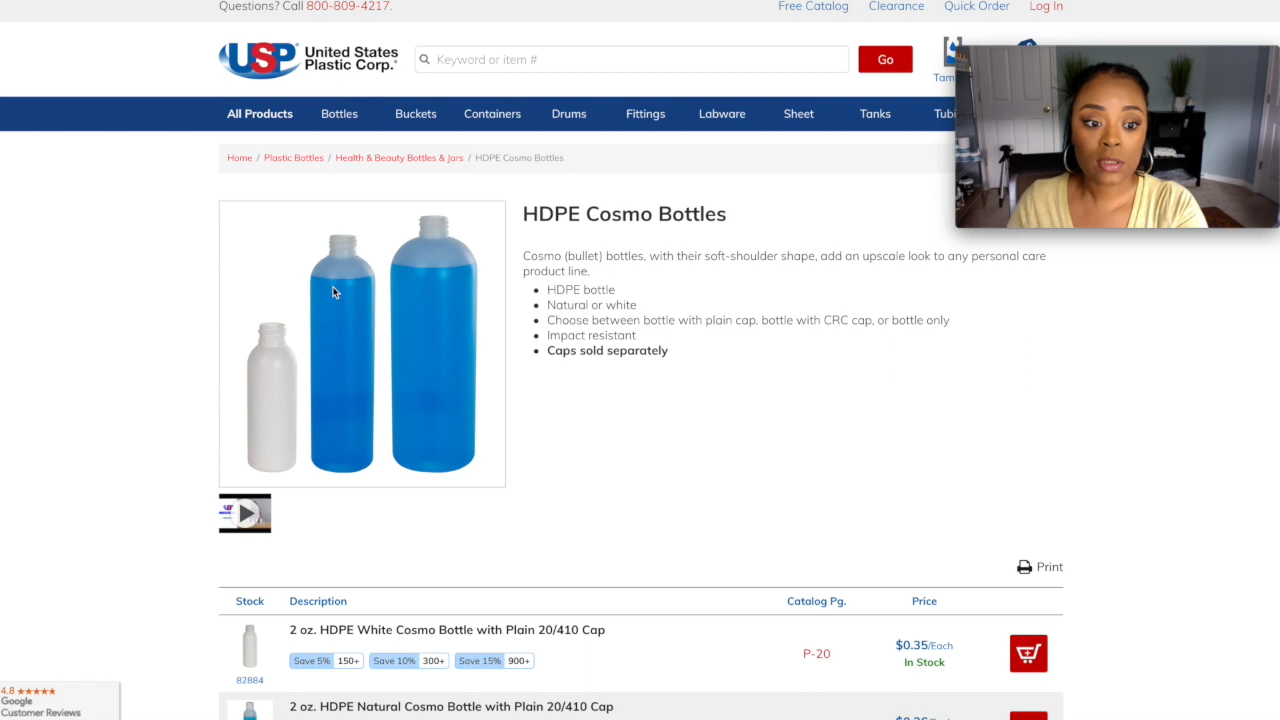 Questions? Call 800-809-4217.
Free Catalog Clearance Quick Order Log In
USP United States Plastic Corp.
Keyword or item #
Go
All Products Bottles Buckets Containers Drums Fittings Labware Sheet Tanks
Home / Plastic Bottles / Health & Beauty Bottles & Jars / HDPE Cosmo Bottles
HDPE Cosmo Bottles
Cosmo (bullet) bottles, with their soft-shoulder shape, add an upscale look to any personal care
product line.
HDPE bottle
Natural or white
Choose between bottle with plain cap, bottle with CRC cap, or bottle only
Impact resistant
Caps sold separately
Print
Stock Description Catalog Pg. Price
2 oz. HDPE White Cosmo Bottle with Plain 20/410 Cap
Save 5% 150+ Save 10% 300+ Save 15% 900+
P-20
$0.35/Each
In Stock
82884
2 oz. HDPE Natural Cosmo Bottle with Plain 20/410 Cap
4.8 ★★★★★
Google
Customer Reviews